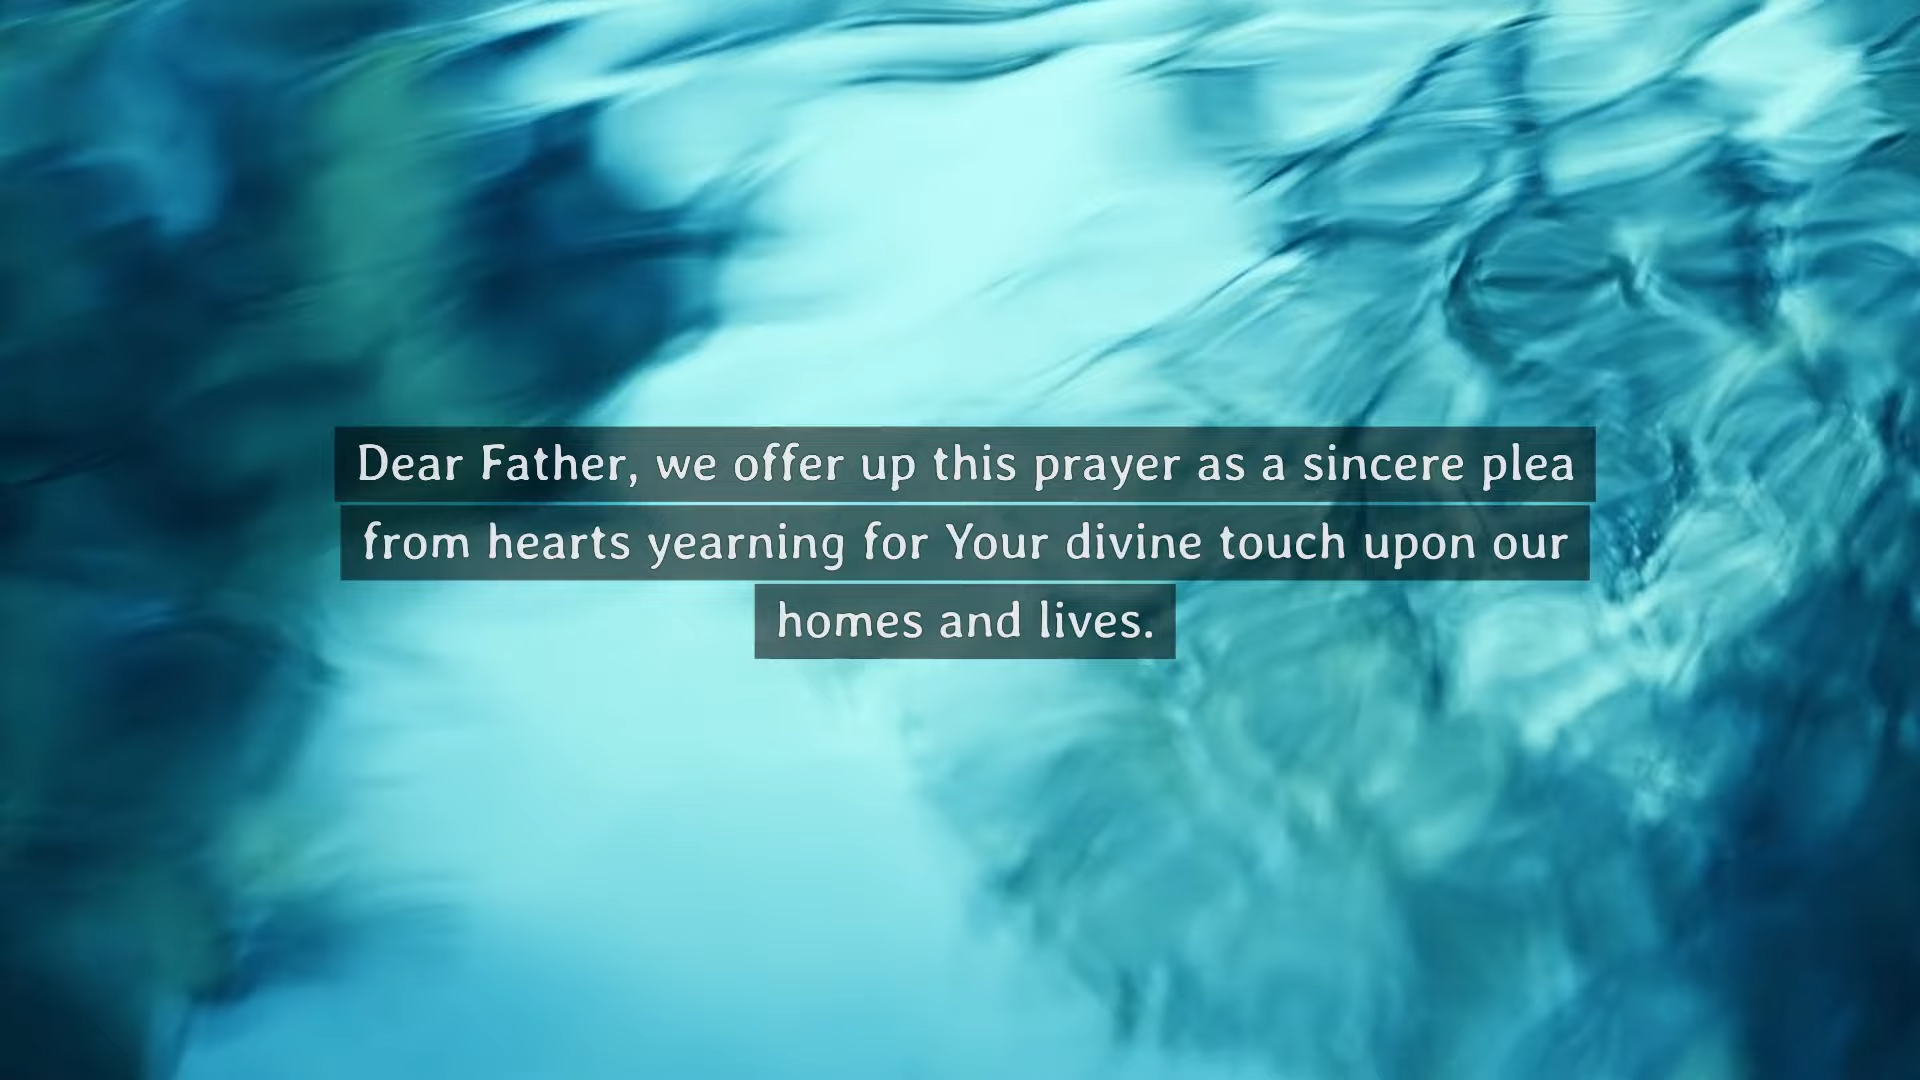 Dear Father, we offer up this prayer as a sincere plea
from hearts yearning for Your divine touch upon our
homes and lives.